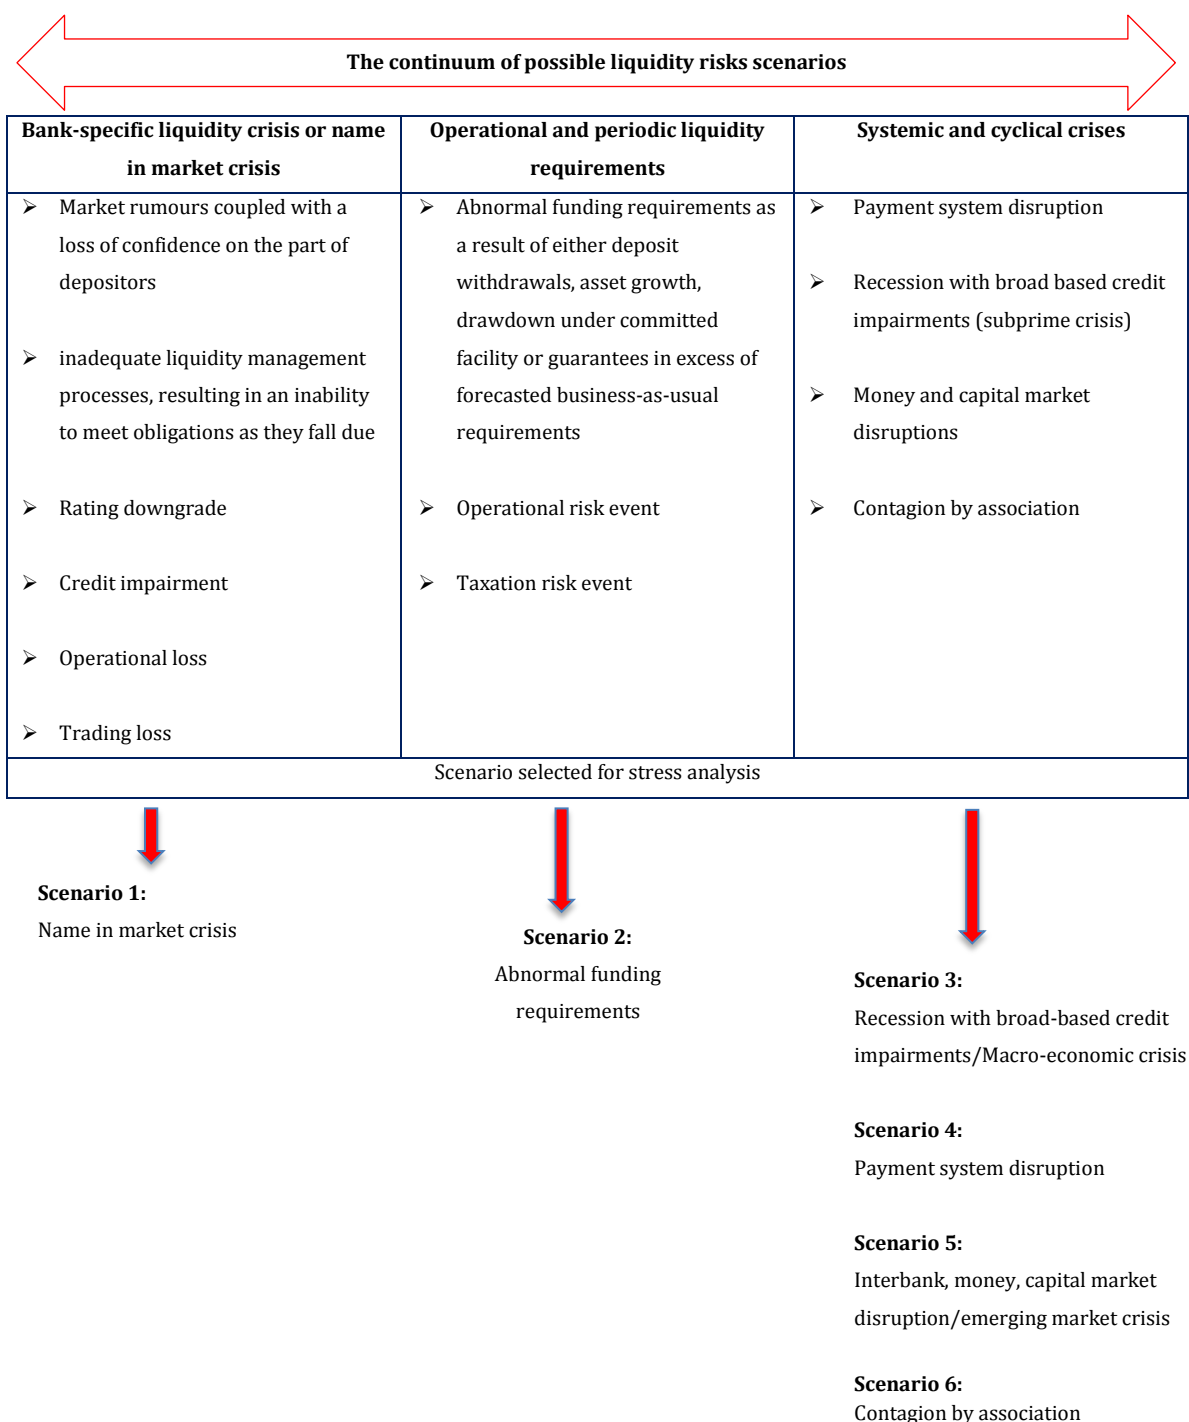 The continuum of possible liquidity risks scenarios
Bank-specific liquidity crisis or name
in market crisis
Operational and periodic liquidity
requirements
Systemic and cyclical crises
➢ Market rumours coupled with a
loss of confidence on the part of
depositors
➢ inadequate liquidity management
processes, resulting in an inability
to meet obligations as they fall due
➢ Rating downgrade
➢ Credit impairment
➢ Operational loss
➢ Trading loss
➢ Abnormal funding requirements as
a result of either deposit
withdrawals, asset growth,
drawdown under committed
facility or guarantees in excess of
forecasted business-as-usual
requirements
➢ Operational risk event
➢ Taxation risk event
➢ Payment system disruption
➢ Recession with broad based credit
impairments (subprime crisis)
➢ Money and capital market
disruptions
➢ Contagion by association
Scenario selected for stress analysis
Scenario 1:
Name in market crisis
Scenario 2:
Abnormal funding
requirements
Scenario 3:
Recession with broad-based credit
impairments/Macro-economic crisis
Scenario 4:
Payment system disruption
Scenario 5:
Interbank, money, capital market
disruption/emerging market crisis
Scenario 6:
Contagion by association